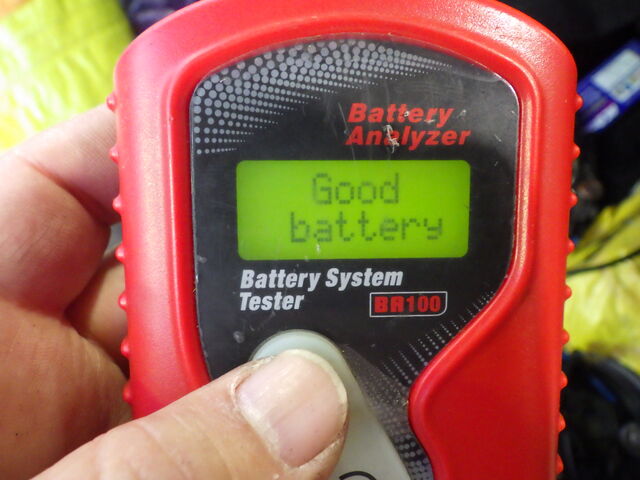 Battery
Analyzer
Good
battery
Battery System
Tester
BR100